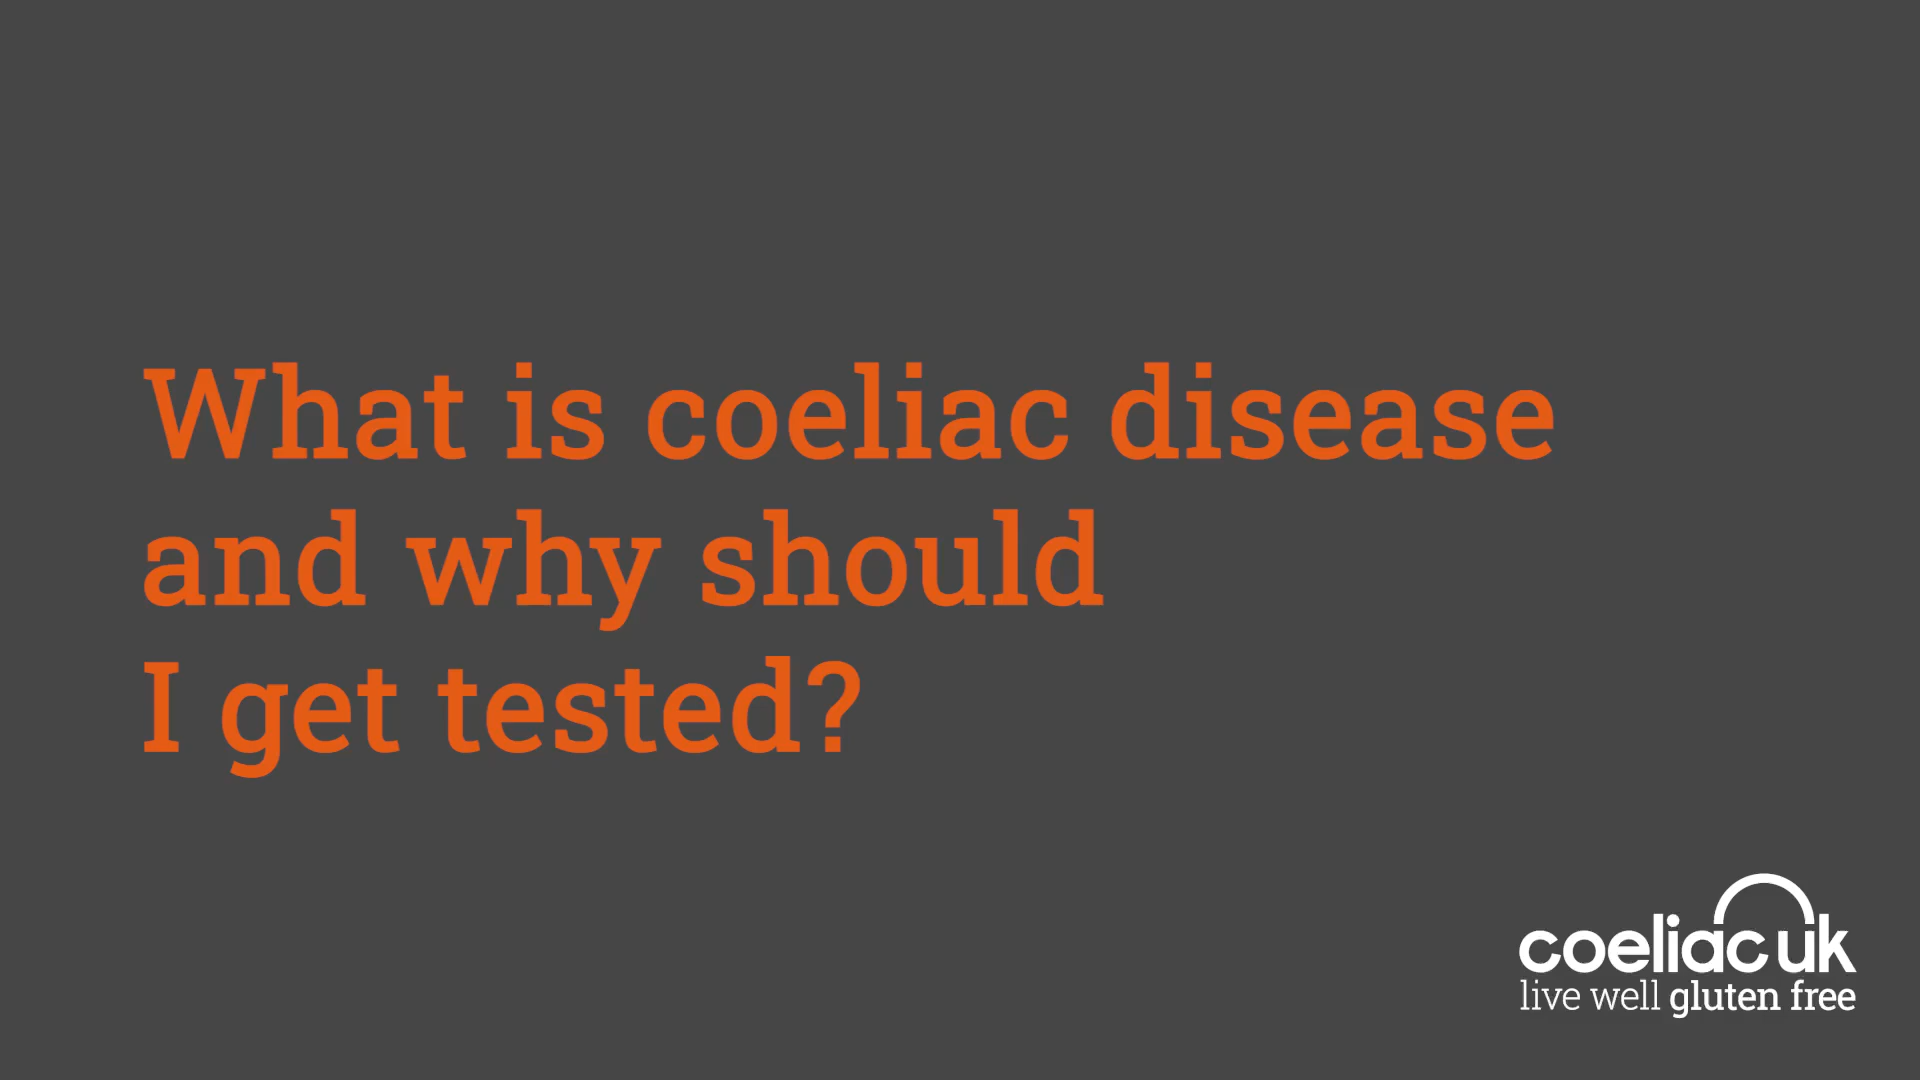 What is coeliac disease
and why should
I get tested?
coeliac uk
live well gluten free